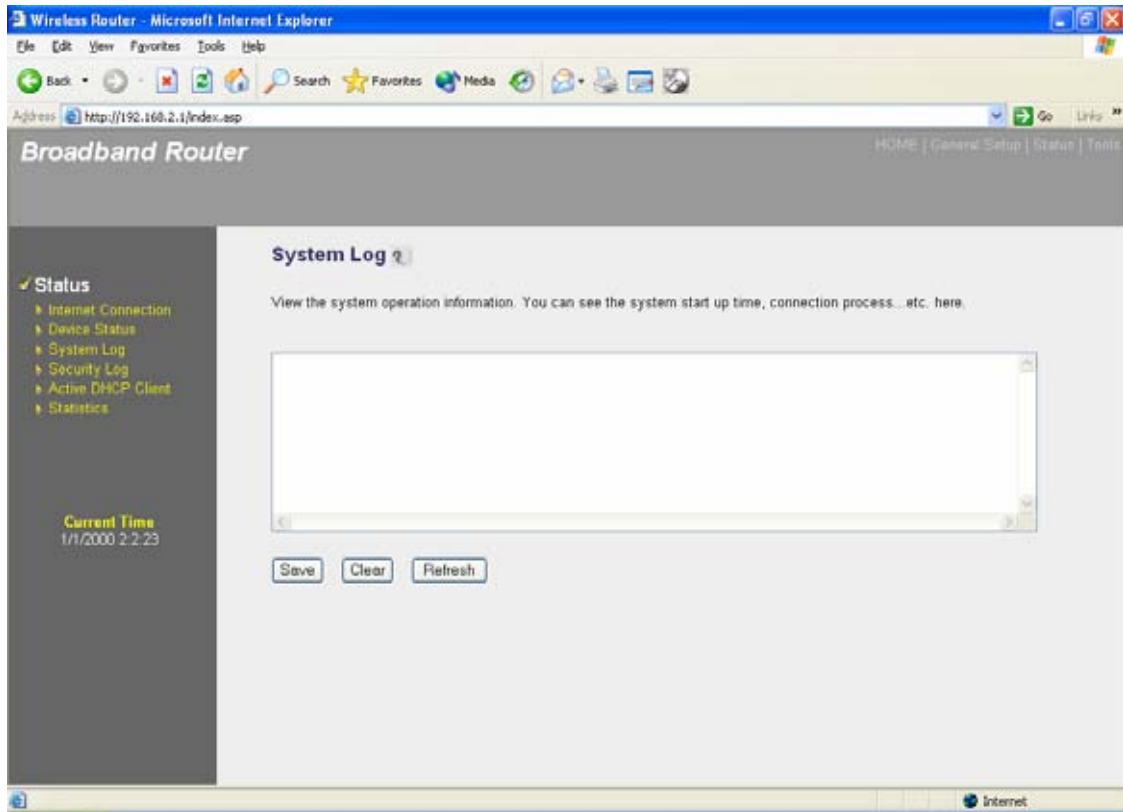 Wireless Router - Microsoft Internet Explorer
File Edit View Favorites Tools Help
Back Search Favorites Media
Address http://192.168.2.1/index.asp Go Links »
Broadband Router
HOME | General Setup | Status | Tools
System Log
View the system operation information. You can see the system start up time, connection process...etc. here.
Status
Internet Connection
Device Status
System Log
Security Log
Active DHCP Client
Statistics
Current Time
1/1/2000 2:2:23
Save Clear Refresh
Internet